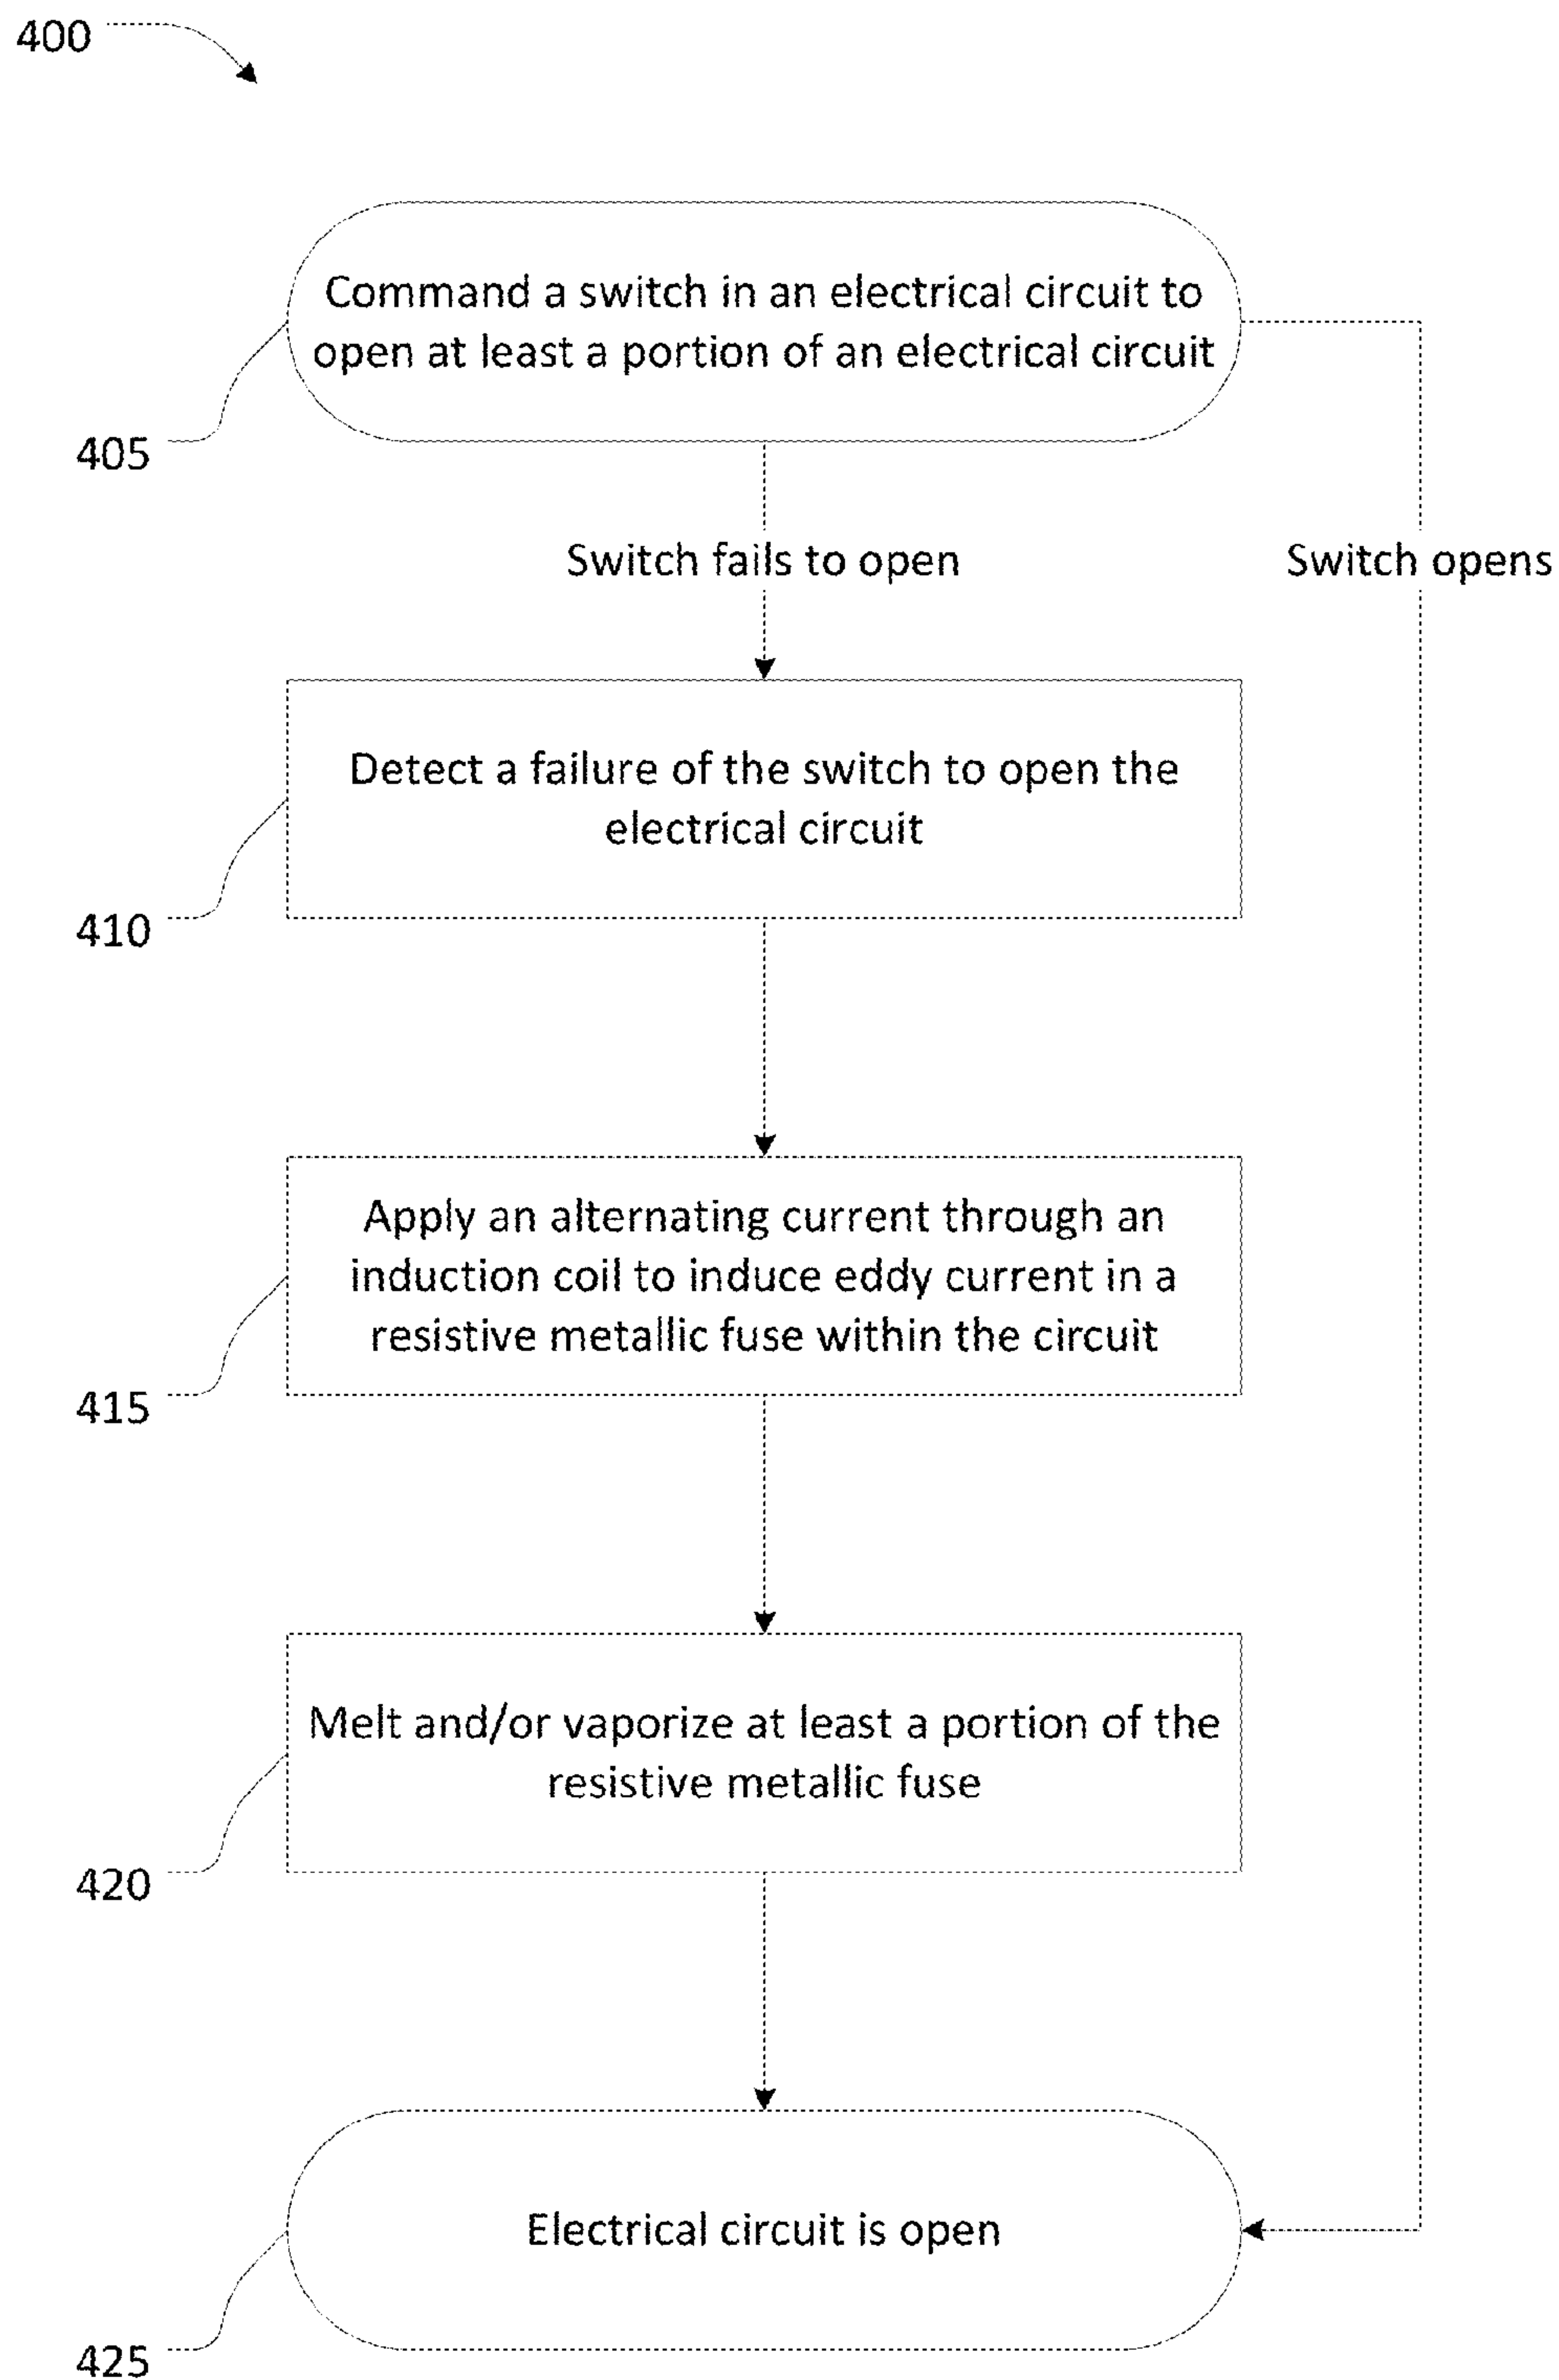 400
Command a switch in an electrical circuit to
open at least a portion of an electrical circuit
405
Switch fails to open
Switch opens
Detect a failure of the switch to open the
electrical circuit
410
Apply an alternating current through an
induction coil to induce eddy current in a
resistive metallic fuse within the circuit
415
Melt and/or vaporize at least a portion of the
resistive metallic fuse
420
Electrical circuit is open
425